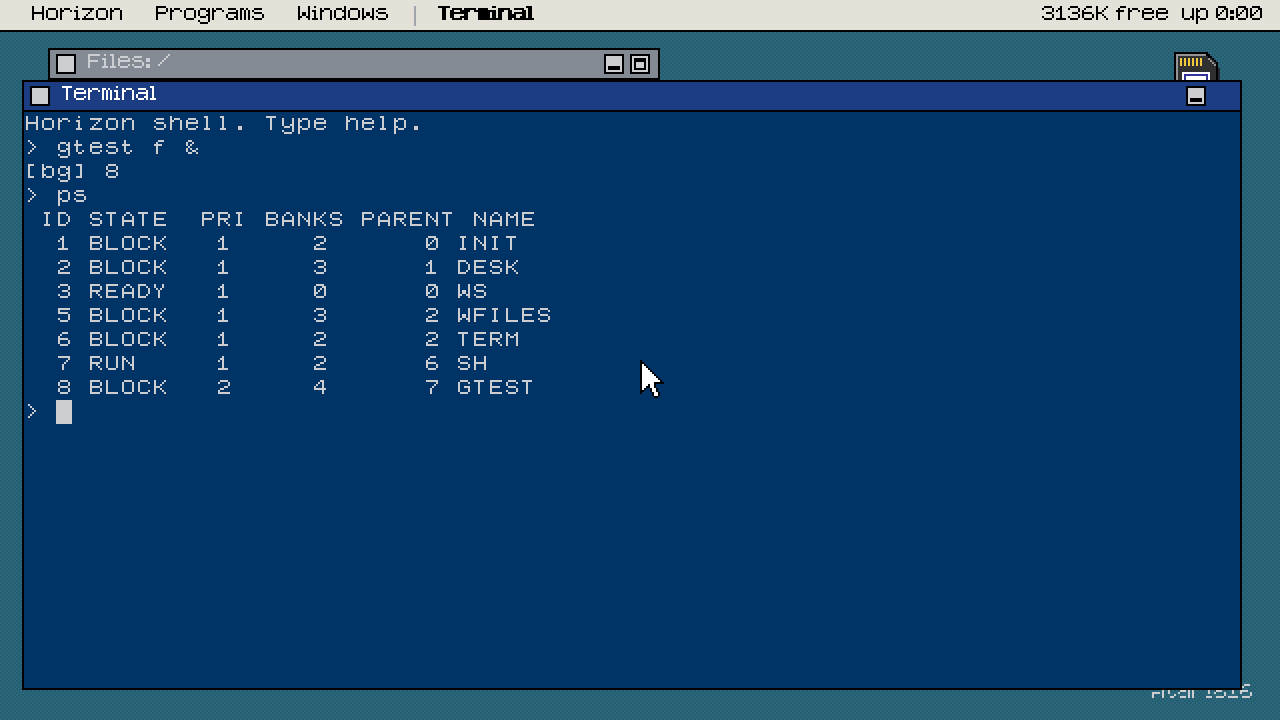 Horizon Programs Windows | Terminal 3136K free up 0:00
Files: /
Terminal
Horizon shell. Type help.
> gtest f &
[bg] 8
> ps
ID STATE PRI BANKS PARENT NAME
1 BLOCK 1 2 0 INIT
2 BLOCK 1 3 1 DESK
3 READY 1 0 0 WS
5 BLOCK 1 3 2 WFILES
6 BLOCK 1 2 2 TERM
7 RUN 1 2 6 SH
8 BLOCK 2 4 7 GTEST
>